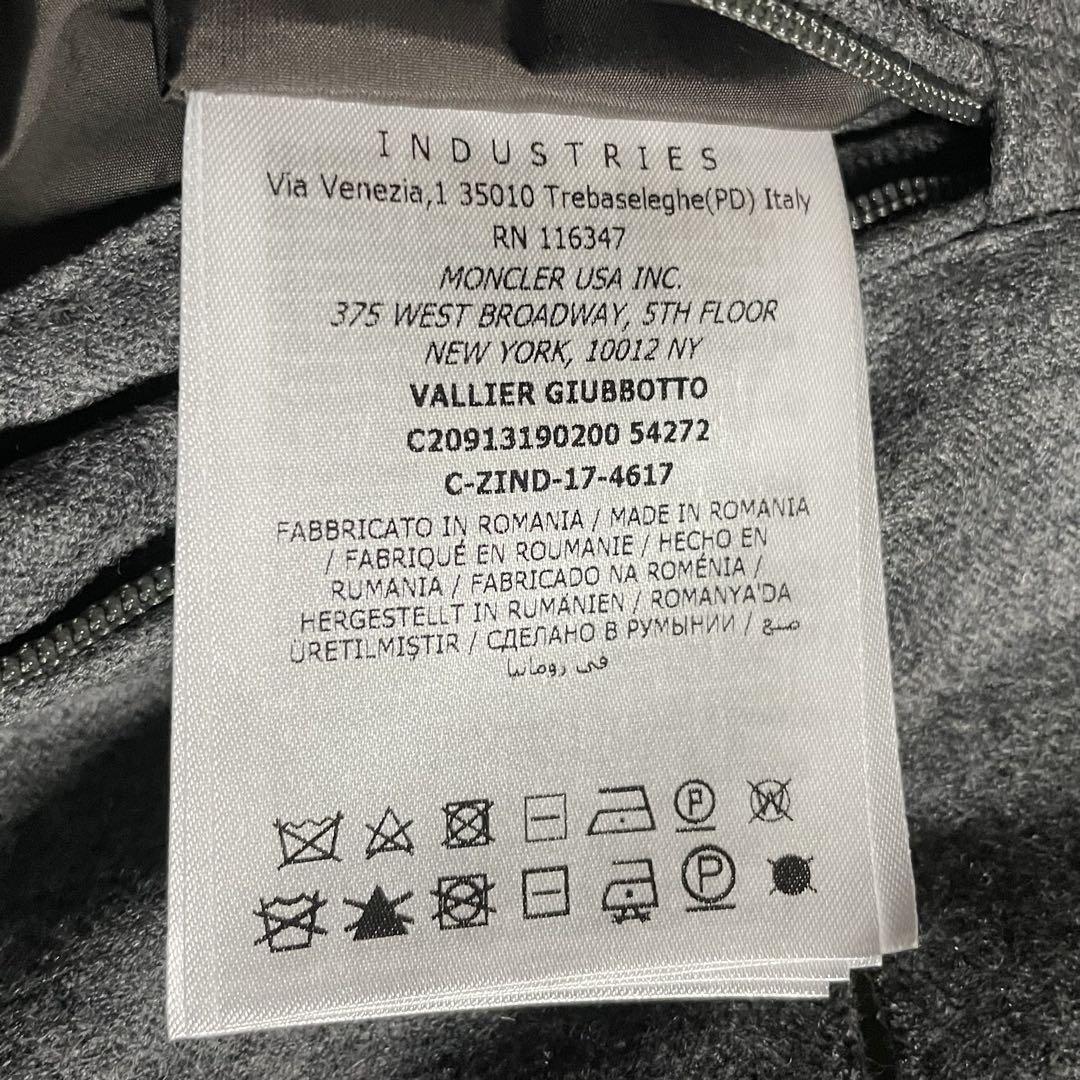 INDUSTRIES
Via Venezia,1 35010 Trebaseleghe(PD) Italy
RN 116347
MONCLER USA INC.
375 WEST BROADWAY, 5TH FLOOR
NEW YORK, 10012 NY
VALLIER GIUBBOTTO
C20913190200 54272
C-ZIND-17-4617
FABBRICATO IN ROMANIA / MADE IN ROMANIA
/ FABRIQUÉ EN ROUMANIE / HECHO EN
RUMANIA / FABRICADO NA ROMÉNIA /
HERGESTELLT IN RUMÄNIEN / ROMANYA'DA
ÜRETILMIŞTIR / СДЕЛАНО В РУМЫНИИ / صنع
في رومانيا
P W
P